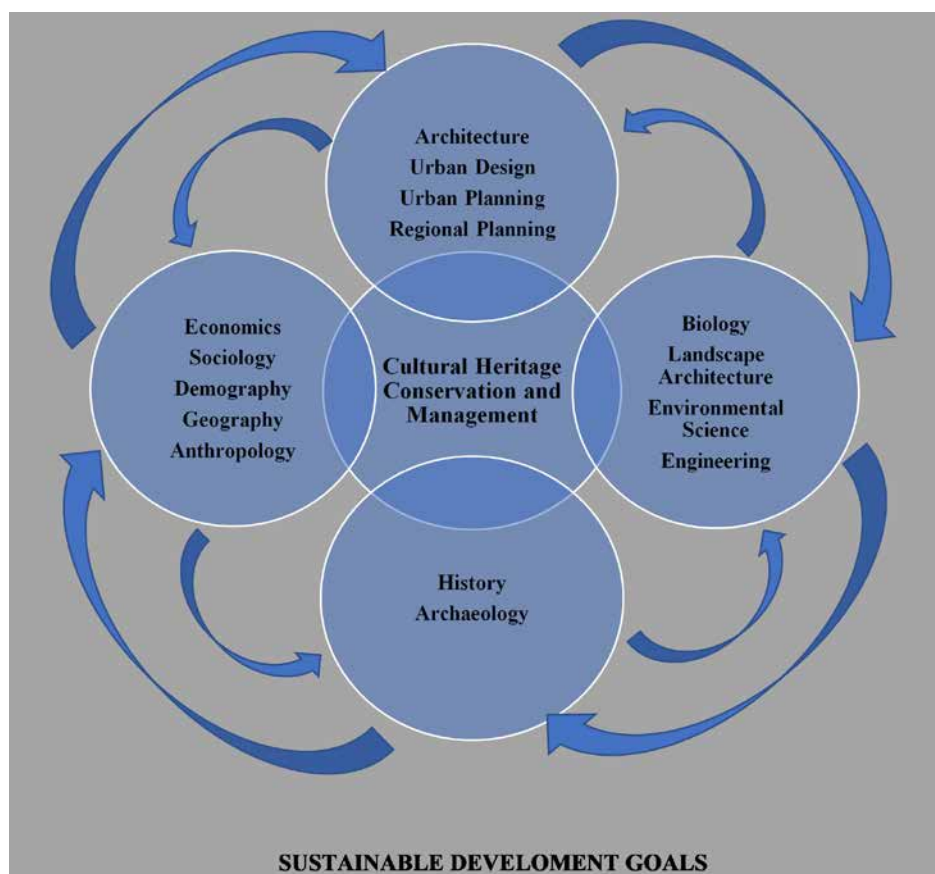 Architecture
Urban Design
Urban Planning
Regional Planning
Economics
Sociology
Demography
Geography
Anthropology
Cultural Heritage
Conservation and
Management
Biology
Landscape
Architecture
Environmental
Science
Engineering
History
Archaeology
SUSTAINABLE DEVELOMENT GOALS